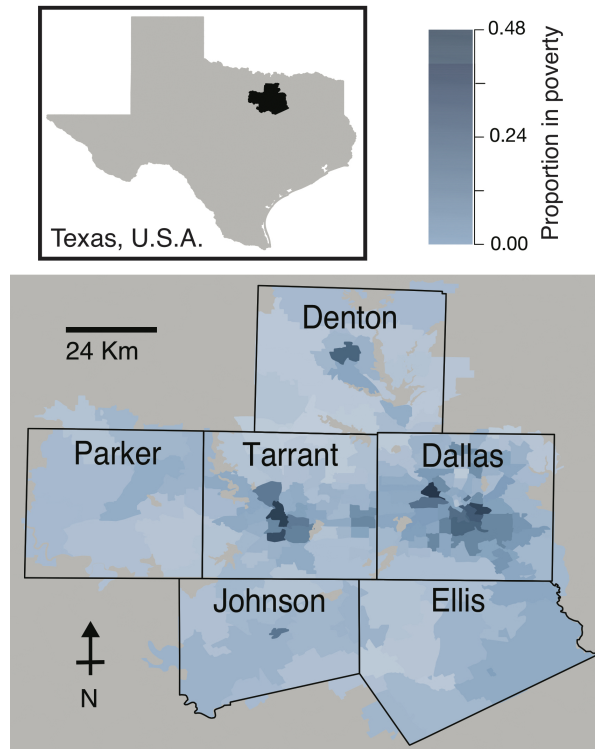 Texas, U.S.A.
0.48
0.24
0.00
Proportion in poverty
24 Km
Denton
Parker
Tarrant
Dallas
Johnson
Ellis
N